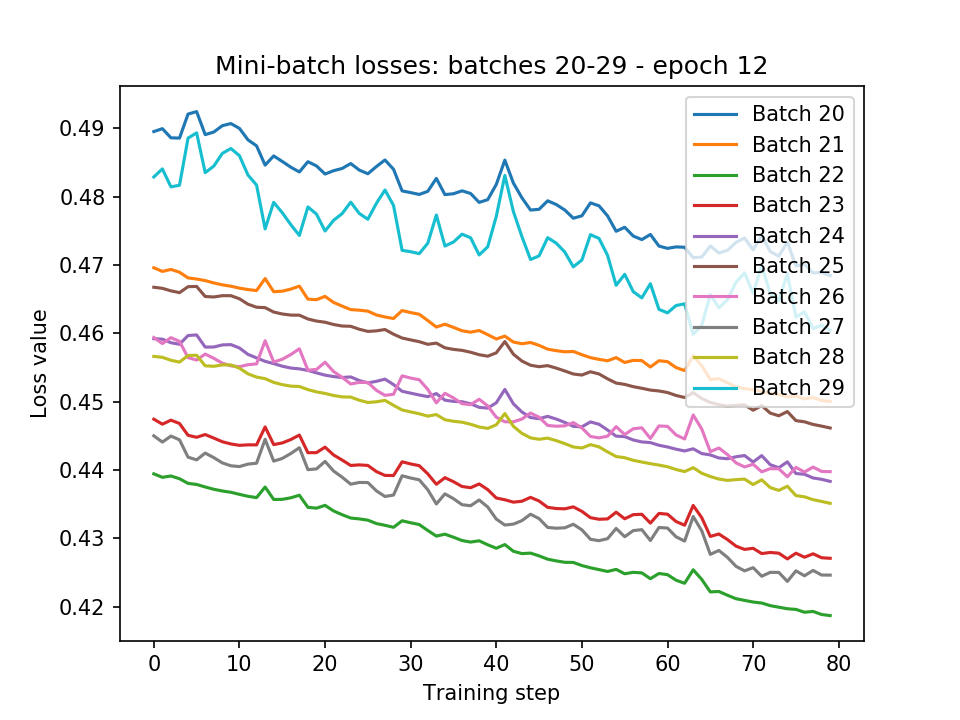 Mini-batch losses: batches 20-29 - epoch 12
0.49
0.48
0.47
0.46
0.45
0.44
0.43
0.42
Loss value
Batch 20
Batch 21
Batch 22
Batch 23
Batch 24
Batch 25
Batch 26
Batch 27
Batch 28
Batch 29
0 10 20 30 40 50 60 70 80
Training step